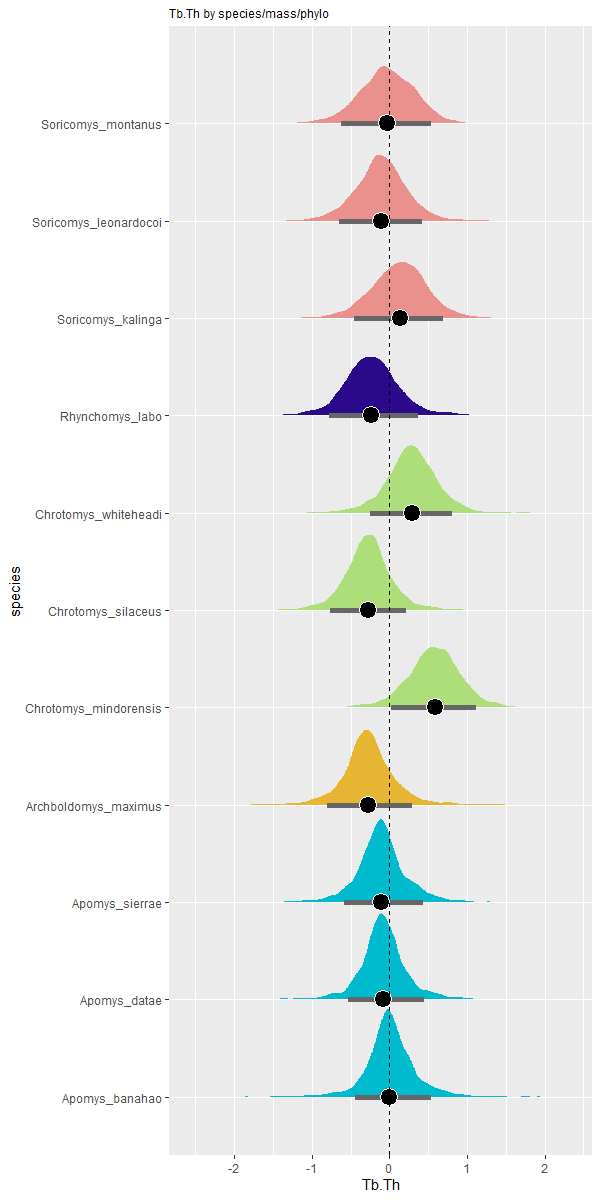 Tb.Th by species/mass/phylo
Soricomys_montanus
Soricomys_leonardocoi
Soricomys_kalinga
Rhynchomys_labo
Chrotomys_whiteheadi
species
Chrotomys_silaceus
Chrotomys_mindorensis
Archboldomys_maximus
Apomys_sierrae
Apomys_datae
Apomys_banahao
-2 -1 0 1 2
Tb.Th